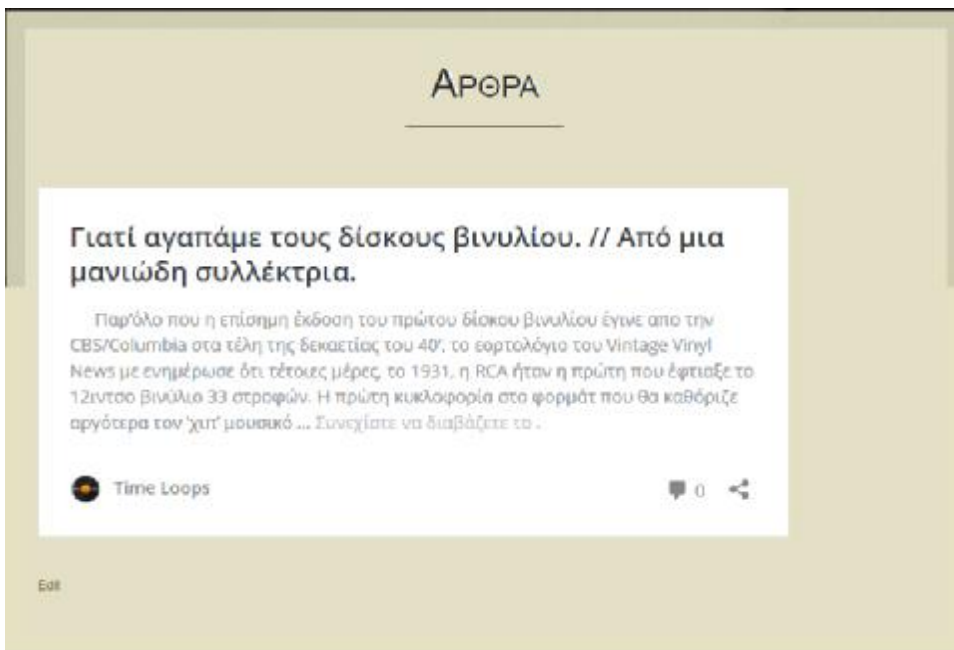 Αρθρα
Γιατί αγαπάμε τους δίσκους βινυλίου. // Από μια
μανιώδη συλλέκτρια.
Παρ'όλο που η επίσημη έκδοση του πρώτου δίσκου βινυλίου έγινε απο την
CBS/Columbia στα τέλη της δεκαετίας του 40', το εορτολόγιο του Vintage Vinyl
News με ενημέρωσε ότι τέτοιες μέρες, το 1931, η RCA ήταν η πρώτη που έφτιαξε το
12ιντσο βινύλιο 33 στροφών. Η πρώτη κυκλοφορία στο φορμάτ που θα καθόριζε
αργότερα τον 'χιτ' μουσικό ... Συνεχίστε να διαβάζετε το .
Time Loops
0
Edit